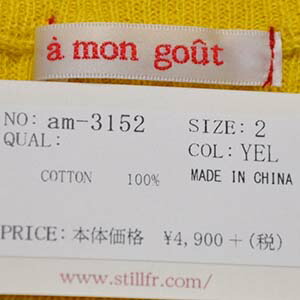 à mon goût
NO: am-3152 SIZE: 2
QUAL: COL: YEL
COTTON 100% MADE IN CHINA
PRICE: 本体価格 ¥4,900+(税)
www.stillfr.com/